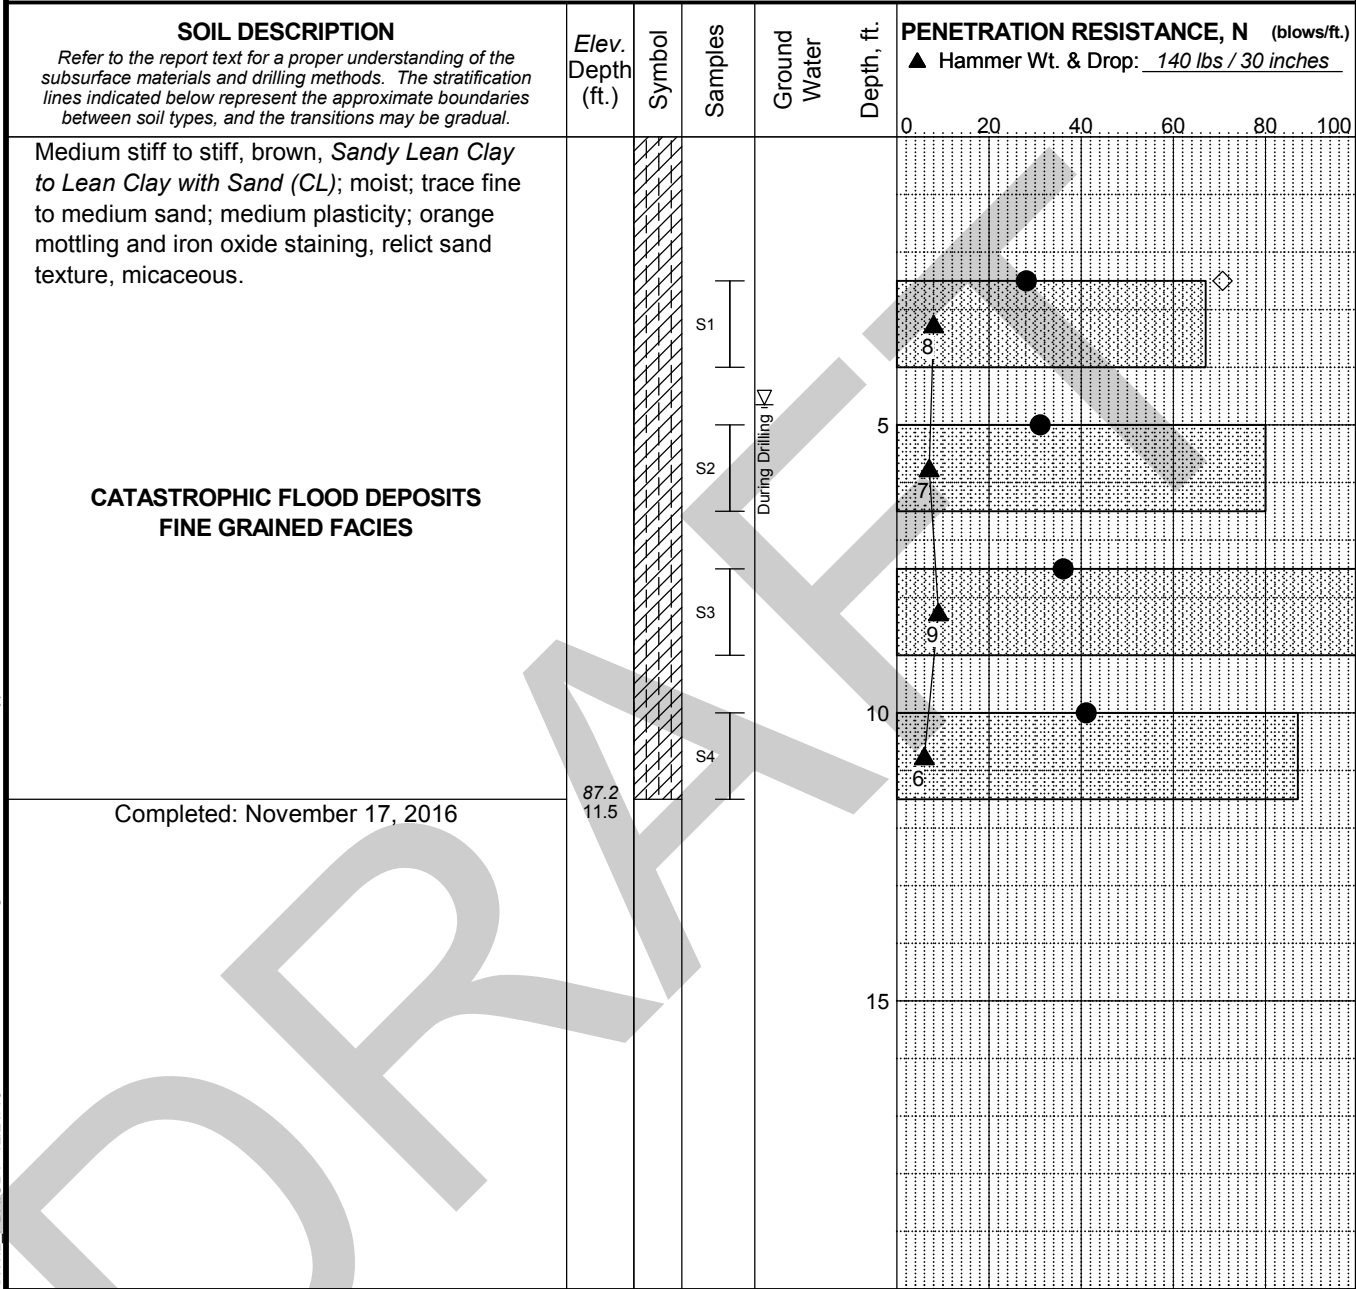 SOIL DESCRIPTION
Refer to the report text for a proper understanding of the
subsurface materials and drilling methods. The stratification
lines indicated below represent the approximate boundaries
between soil types, and the transitions may be gradual.
Elev.
Depth
(ft.)
Symbol
Samples
Ground
Water
Depth, ft.
PENETRATION RESISTANCE, N (blows/ft.)
▲ Hammer Wt. & Drop: 140 lbs / 30 inches
0 20 40 60 80 100
Medium stiff to stiff, brown, Sandy Lean Clay
to Lean Clay with Sand (CL); moist; trace fine
to medium sand; medium plasticity; orange
mottling and iron oxide staining, relict sand
texture, micaceous.
S1
8
During Drilling
5
S2
7
CATASTROPHIC FLOOD DEPOSITS
FINE GRAINED FACIES
S3
9
10
S4
6
87.2
11.5
Completed: November 17, 2016
15
DRAFT